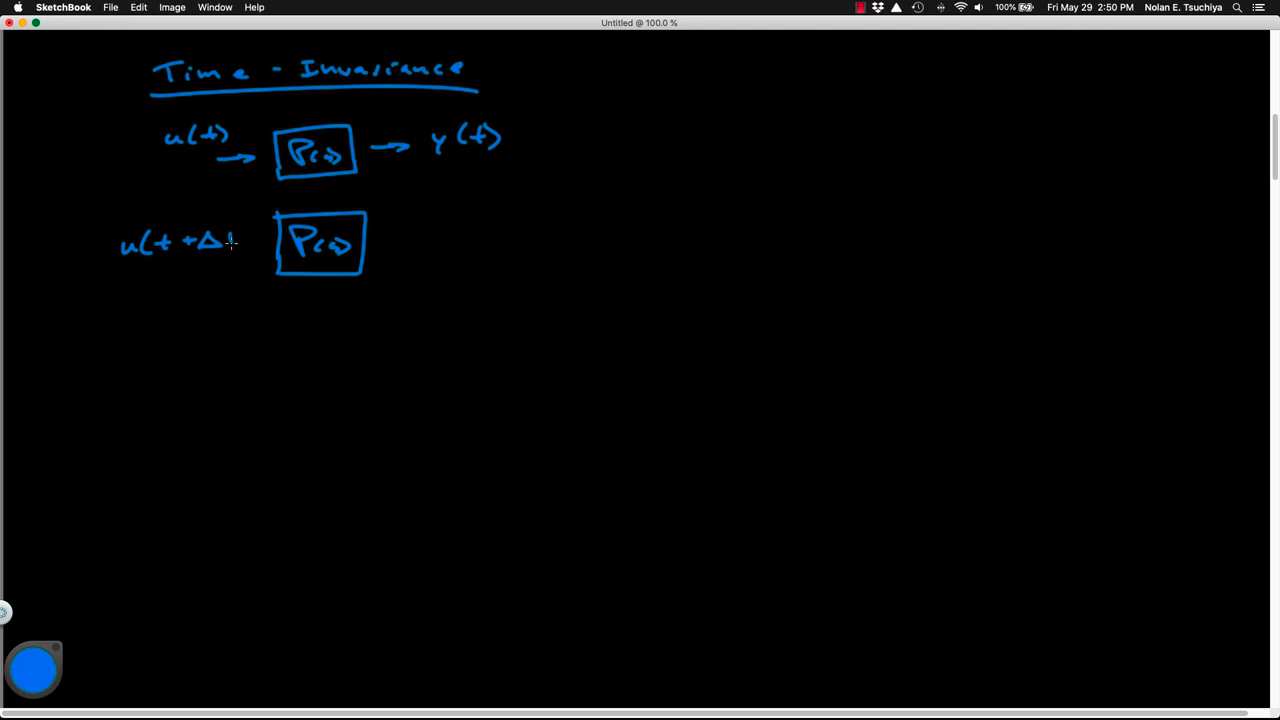 SketchBook File Edit Image Window Help 100% Fri May 29 2:50 PM Nolan E. Tsuchiya
Untitled @ 100.0 %
Time - Invariance
u(t) → P(s) → y(t)
u(t + Δ P(s)